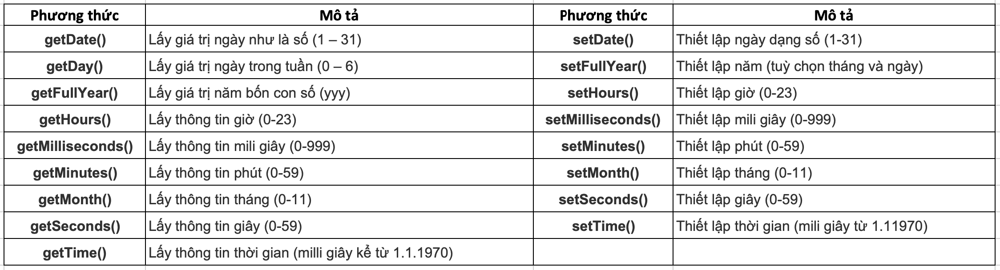 Phương thức Mô tả Phương thức Mô tả
getDate() Lấy giá trị ngày như là số (1 – 31) setDate() Thiết lập ngày dạng số (1-31)
getDay() Lấy giá trị ngày trong tuần (0 – 6) setFullYear() Thiết lập năm (tuỳ chọn tháng và ngày)
getFullYear() Lấy giá trị năm bốn con số (yyy) setHours() Thiết lập giờ (0-23)
getHours() Lấy thông tin giờ (0-23) setMilliseconds() Thiết lập mili giây (0-999)
getMilliseconds() Lấy thông tin mili giây (0-999) setMinutes() Thiết lập phút (0-59)
getMinutes() Lấy thông tin phút (0-59) setMonth() Thiết lập tháng (0-11)
getMonth() Lấy thông tin tháng (0-11) setSeconds() Thiết lập giây (0-59)
getSeconds() Lấy thông tin giây (0-59) setTime() Thiết lập thời gian (mili giây từ 1.11970)
getTime() Lấy thông tin thời gian (milli giây kể từ 1.1.1970)